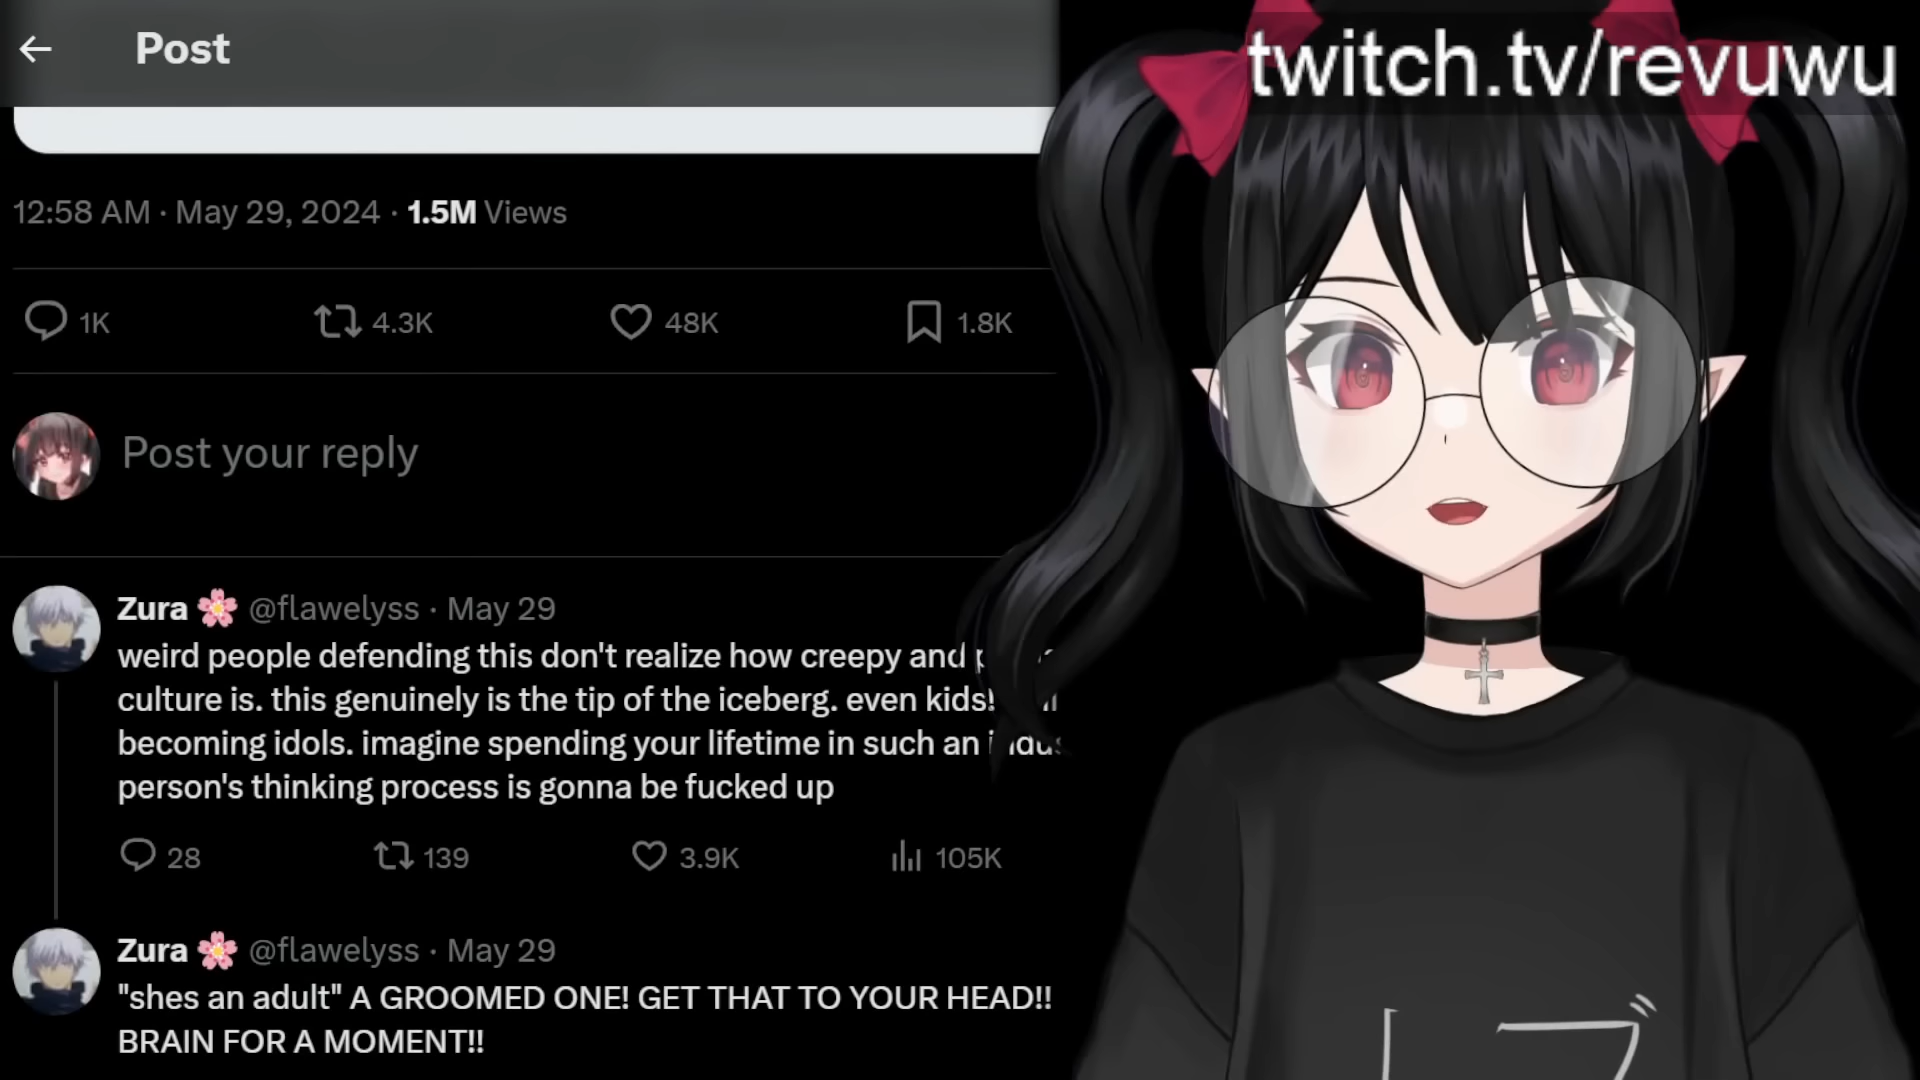 Post
twitch.tv/revuwu
12:58 AM · May 29, 2024 · 1.5M Views
1K 4.3K 48K 1.8K
Post your reply
Zura 🌸 @flawelyss · May 29
weird people defending this don't realize how creepy and
culture is. this genuinely is the tip of the iceberg. even kids!
becoming idols. imagine spending your lifetime in such an
person's thinking process is gonna be fucked up
28 139 3.9K 105K
Zura 🌸 @flawelyss · May 29
"shes an adult" A GROOMED ONE! GET THAT TO YOUR HEAD!!
BRAIN FOR A MOMENT!!